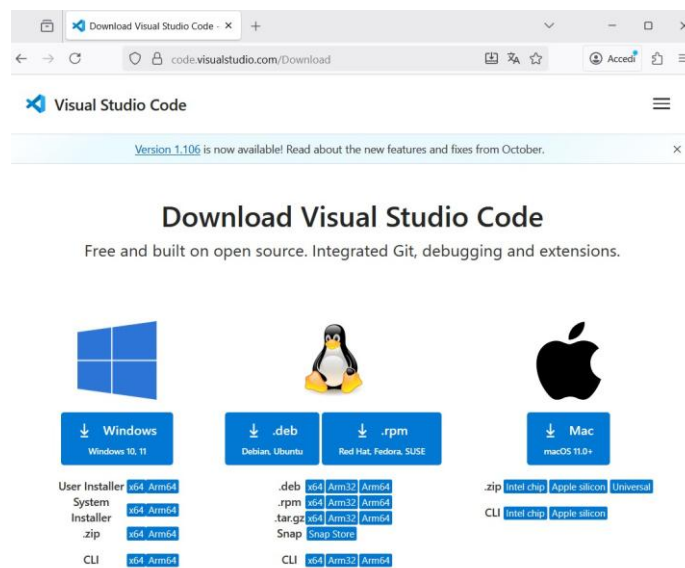 Download Visual Studio Code -
code.visualstudio.com/Download
Accedi
Visual Studio Code
Version 1.106 is now available! Read about the new features and fixes from October.
Download Visual Studio Code
Free and built on open source. Integrated Git, debugging and extensions.
Windows
Windows 10, 11
User Installer x64 Arm64
System Installer x64 Arm64
.zip x64 Arm64
CLI x64 Arm64
.deb
Debian, Ubuntu
.rpm
Red Hat, Fedora, SUSE
.deb x64 Arm32 Arm64
.rpm x64 Arm32 Arm64
.tar.gz x64 Arm32 Arm64
Snap Snap Store
CLI x64 Arm32 Arm64
Mac
macOS 11.0+
.zip Intel chip Apple silicon Universal
CLI Intel chip Apple silicon